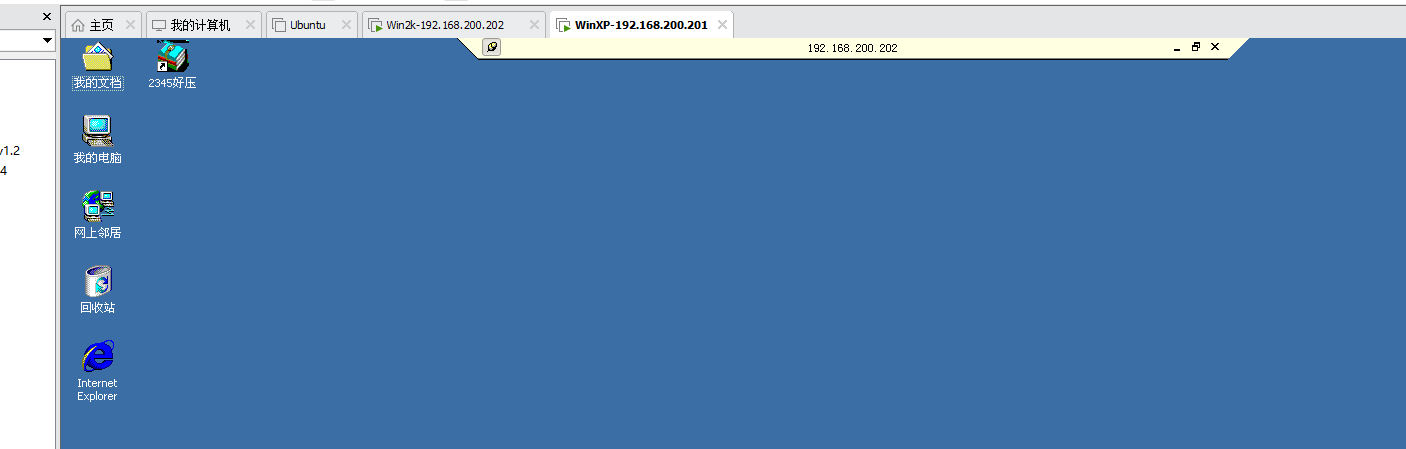 主页
我的计算机
Ubuntu
Win2k-192.168.200.202
WinXP-192.168.200.201
192.168.200.202
我的文档
2345好压
v1.2
我的电脑
4
网上邻居
回收站
Internet
Explorer